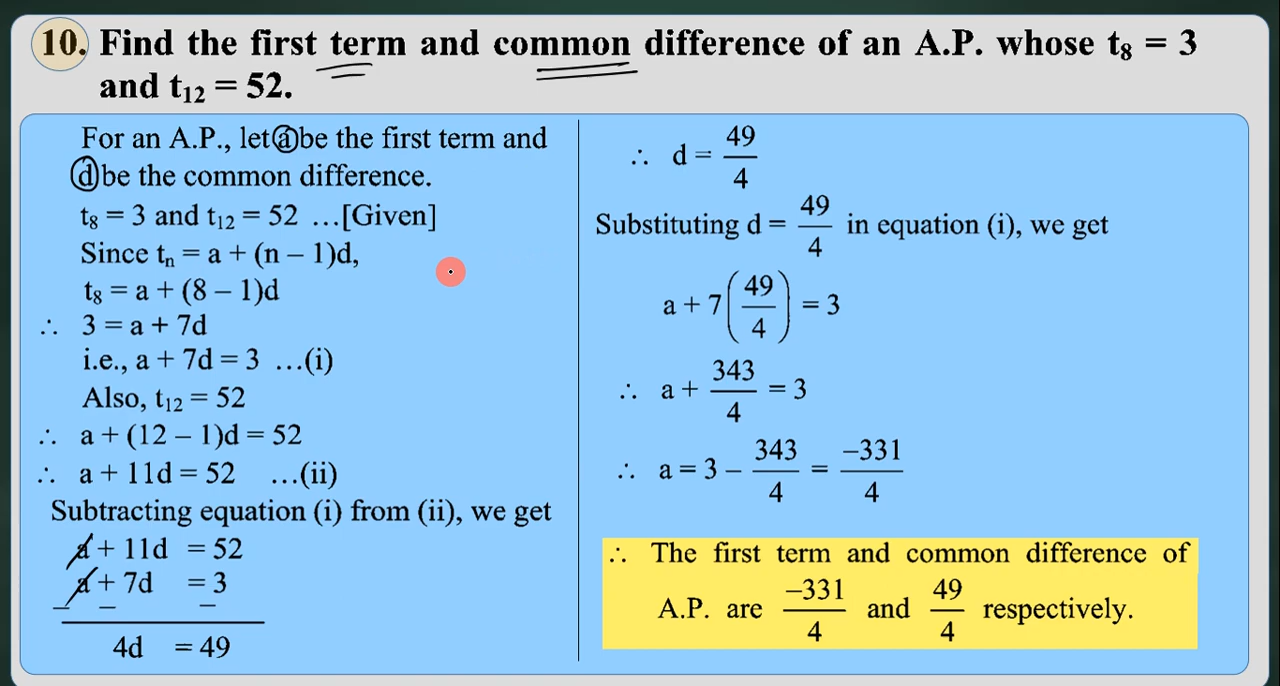 10. Find the first term and common difference of an A.P. whose t₈ = 3
and t₁₂ = 52.
For an A.P., let a be the first term and
d be the common difference.
t₈ = 3 and t₁₂ = 52 ...[Given]
Since tₙ = a + (n – 1)d,
t₈ = a + (8 – 1)d
∴ 3 = a + 7d
i.e., a + 7d = 3 ...(i)
Also, t₁₂ = 52
∴ a + (12 – 1)d = 52
∴ a + 11d = 52 ...(ii)
Subtracting equation (i) from (ii), we get
a + 11d = 52
a + 7d = 3
– – –
4d = 49
∴ d = 49/4
Substituting d = 49/4 in equation (i), we get
a + 7(49/4) = 3
∴ a + 343/4 = 3
∴ a = 3 – 343/4 = –331/4
∴ The first term and common difference of
A.P. are –331/4 and 49/4 respectively.